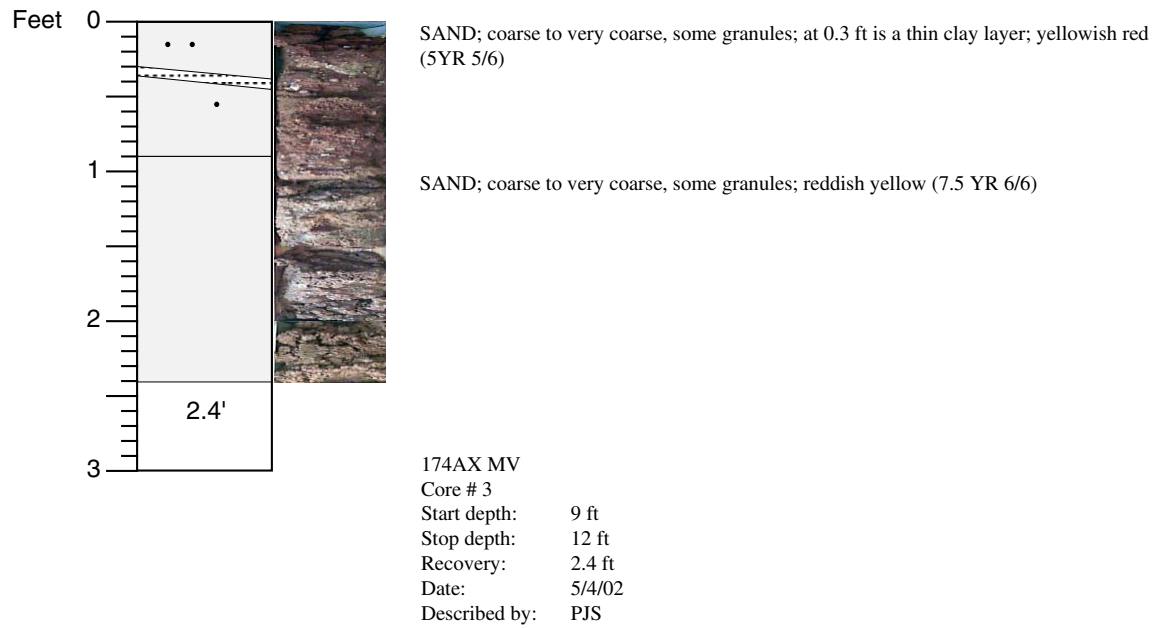 Feet 0
SAND; coarse to very coarse, some granules; at 0.3 ft is a thin clay layer; yellowish red
(5YR 5/6)
1
SAND; coarse to very coarse, some granules; reddish yellow (7.5 YR 6/6)
2
2.4'
3
174AX MV
Core # 3
Start depth: 9 ft
Stop depth: 12 ft
Recovery: 2.4 ft
Date: 5/4/02
Described by: PJS